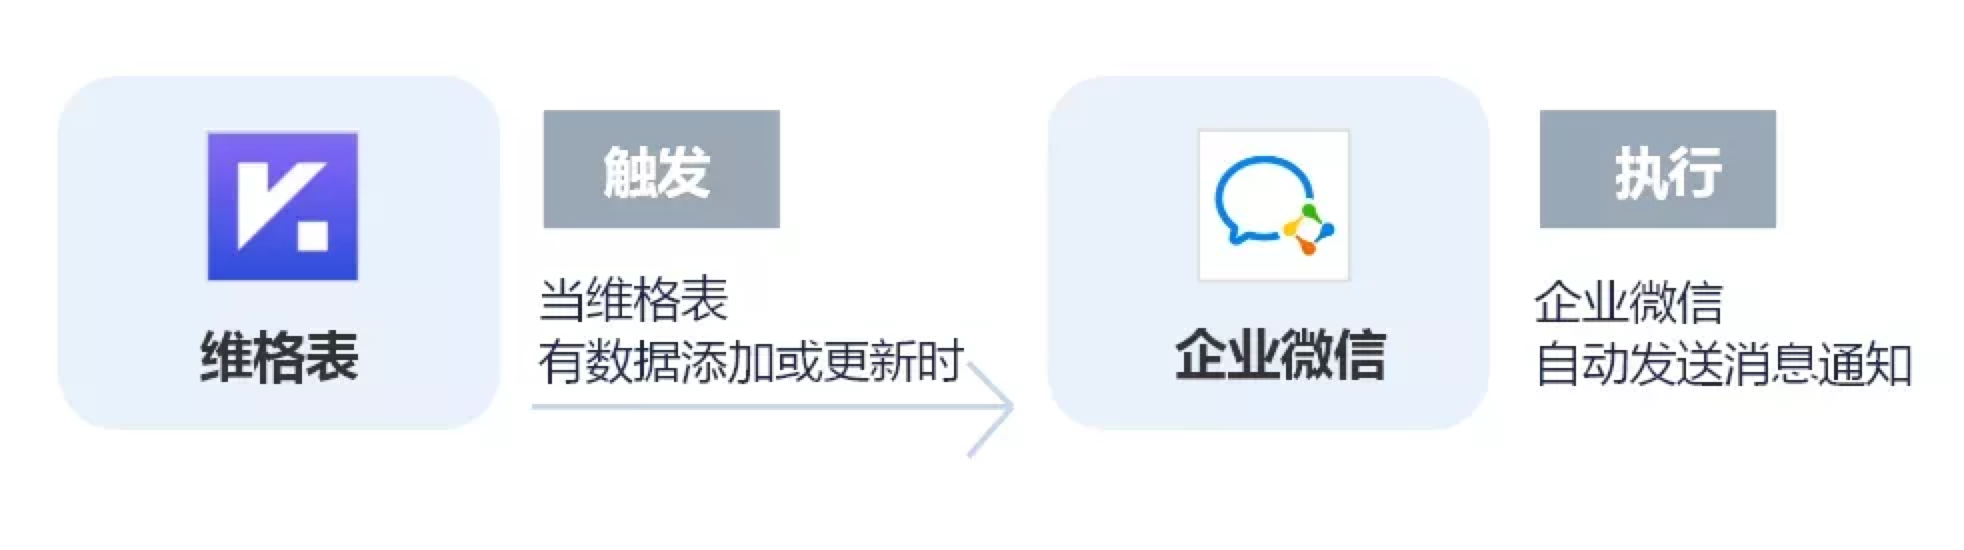 维格表
触发
当维格表
有数据添加或更新时
企业微信
执行
企业微信
自动发送消息通知